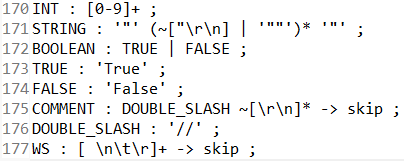 170 INT : [0-9]+ ;
171 STRING : '"' (~["\r\n] | '""')* '"' ;
172 BOOLEAN : TRUE | FALSE ;
173 TRUE : 'True' ;
174 FALSE : 'False' ;
175 COMMENT : DOUBLE_SLASH ~[\r\n]* -> skip ;
176 DOUBLE_SLASH : '//' ;
177 WS : [ \n\t\r]+ -> skip ;